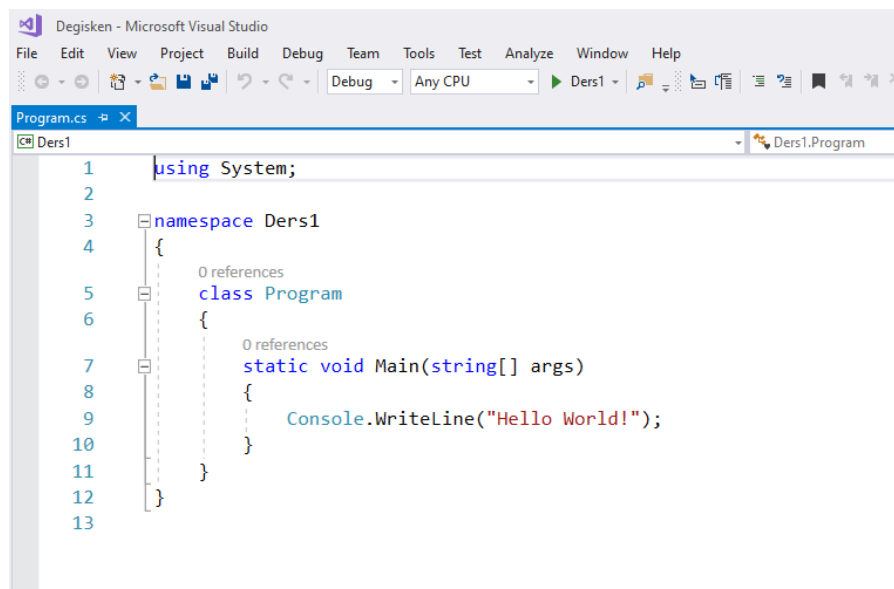 Degisken - Microsoft Visual Studio
File Edit View Project Build Debug Team Tools Test Analyze Window Help
Debug Any CPU Ders1
Program.cs
C# Ders1 Ders1.Program
1 using System;
2
3 namespace Ders1
4 {
0 references
5 class Program
6 {
0 references
7 static void Main(string[] args)
8 {
9 Console.WriteLine("Hello World!");
10 }
11 }
12 }
13